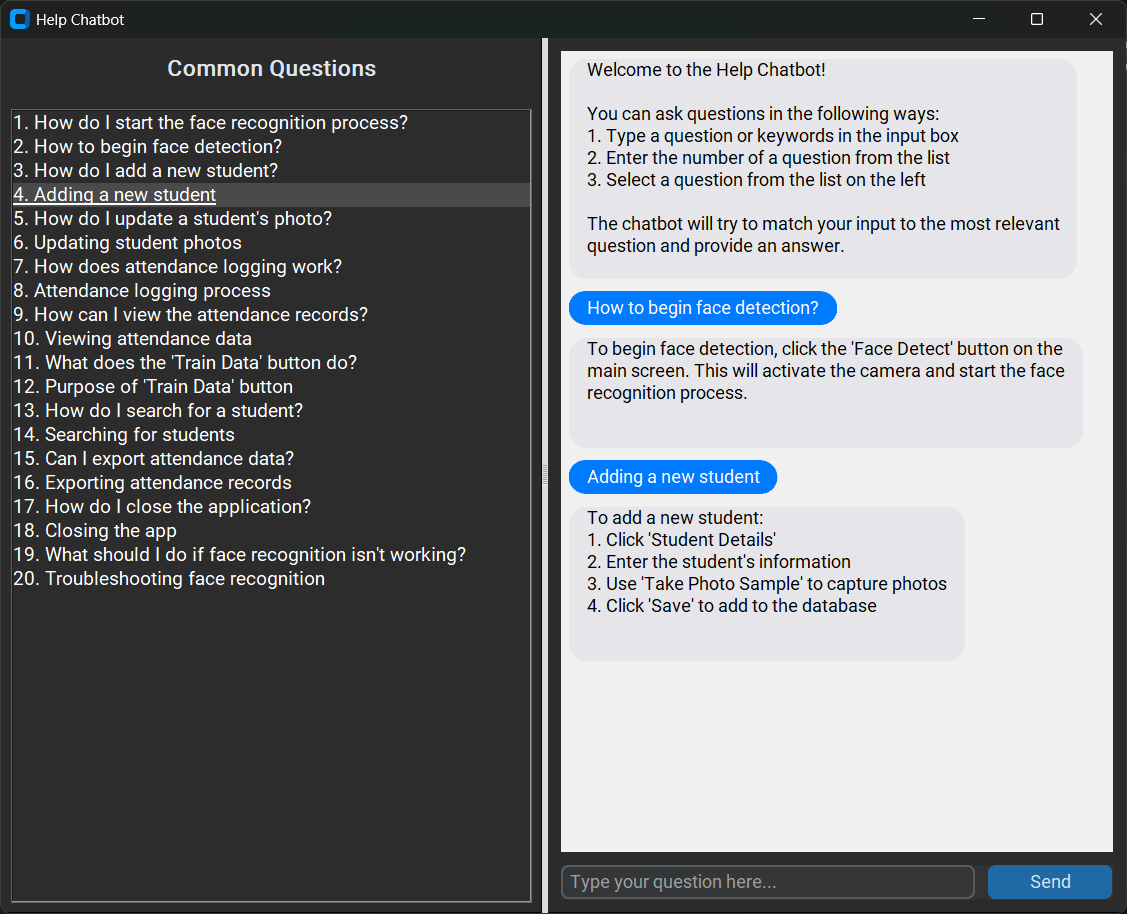 Help Chatbot
Common Questions
1. How do I start the face recognition process?
2. How to begin face detection?
3. How do I add a new student?
4. Adding a new student
5. How do I update a student's photo?
6. Updating student photos
7. How does attendance logging work?
8. Attendance logging process
9. How can I view the attendance records?
10. Viewing attendance data
11. What does the 'Train Data' button do?
12. Purpose of 'Train Data' button
13. How do I search for a student?
14. Searching for students
15. Can I export attendance data?
16. Exporting attendance records
17. How do I close the application?
18. Closing the app
19. What should I do if face recognition isn't working?
20. Troubleshooting face recognition
Welcome to the Help Chatbot!
You can ask questions in the following ways:
1. Type a question or keywords in the input box
2. Enter the number of a question from the list
3. Select a question from the list on the left
The chatbot will try to match your input to the most relevant
question and provide an answer.
How to begin face detection?
To begin face detection, click the 'Face Detect' button on the
main screen. This will activate the camera and start the face
recognition process.
Adding a new student
To add a new student:
1. Click 'Student Details'
2. Enter the student's information
3. Use 'Take Photo Sample' to capture photos
4. Click 'Save' to add to the database
Type your question here...
Send